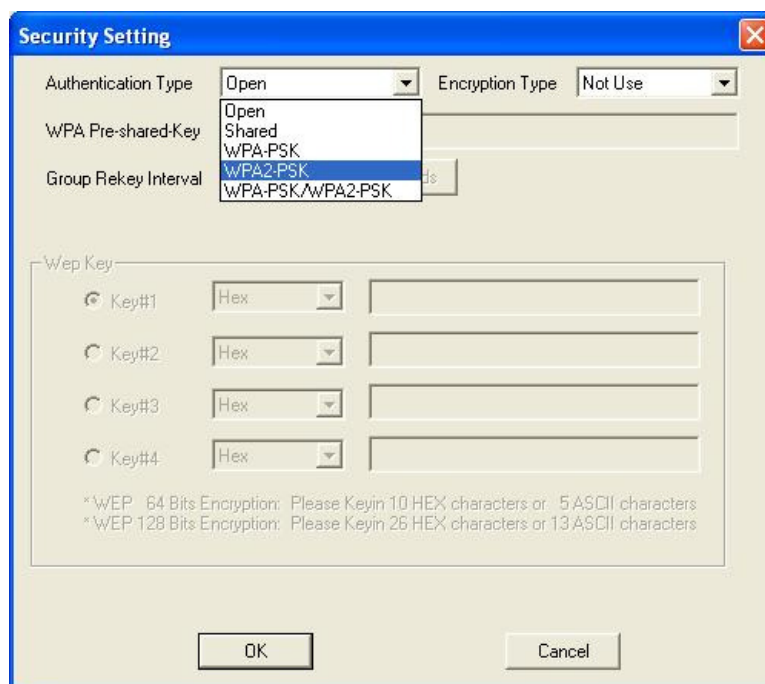 Security Setting
Authentication Type Open Encryption Type Not Use
Open
WPA Pre-shared-Key Shared
WPA-PSK
Group Rekey Interval WPA2-PSK
WPA-PSK/WPA2-PSK
Wep Key
Key#1 Hex
Key#2 Hex
Key#3 Hex
Key#4 Hex
* WEP 64 Bits Encryption: Please Keyin 10 HEX characters or 5 ASCII characters
* WEP 128 Bits Encryption: Please Keyin 26 HEX characters or 13 ASCII characters
OK Cancel